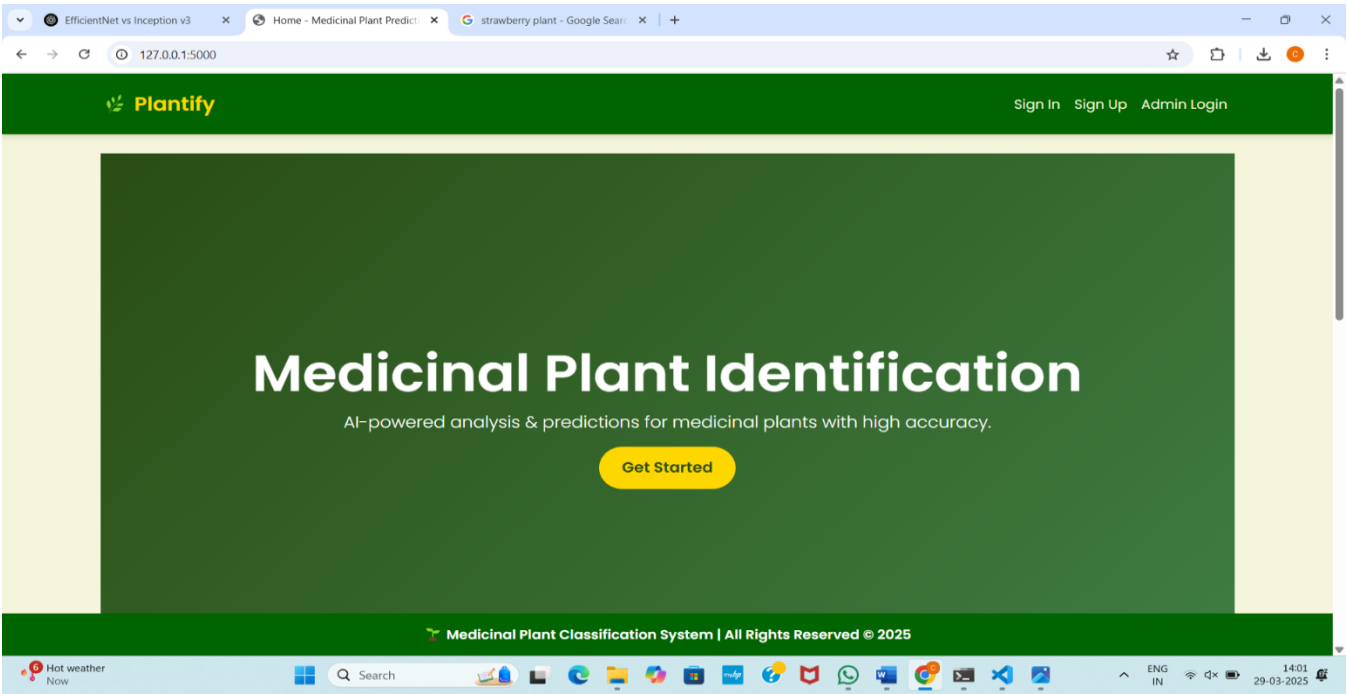 EfficientNet vs Inception v3
Home - Medicinal Plant Predict
strawberry plant - Google Searc
127.0.0.1:5000
C
Plantify
Sign In Sign Up Admin Login
Medicinal Plant Identification
AI-powered analysis & predictions for medicinal plants with high accuracy.
Get Started
Medicinal Plant Classification System | All Rights Reserved © 2025
6
Hot weather
Now
Search
ENG
IN
14:01
29-03-2025